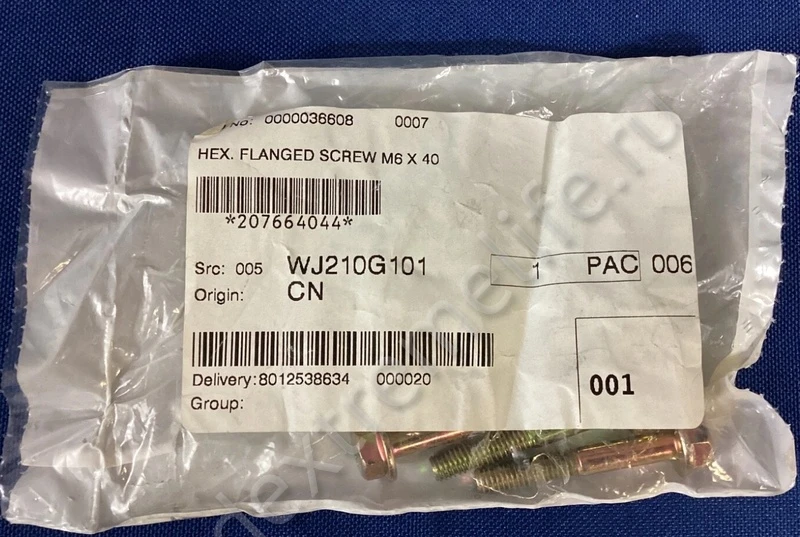 NO: 0000036608 0007
HEX. FLANGED SCREW M6 X 40
*207664044*
Src: 005 WJ210G101 1 PAC 006
Origin: CN
Delivery:8012538634 000020
001
Group: